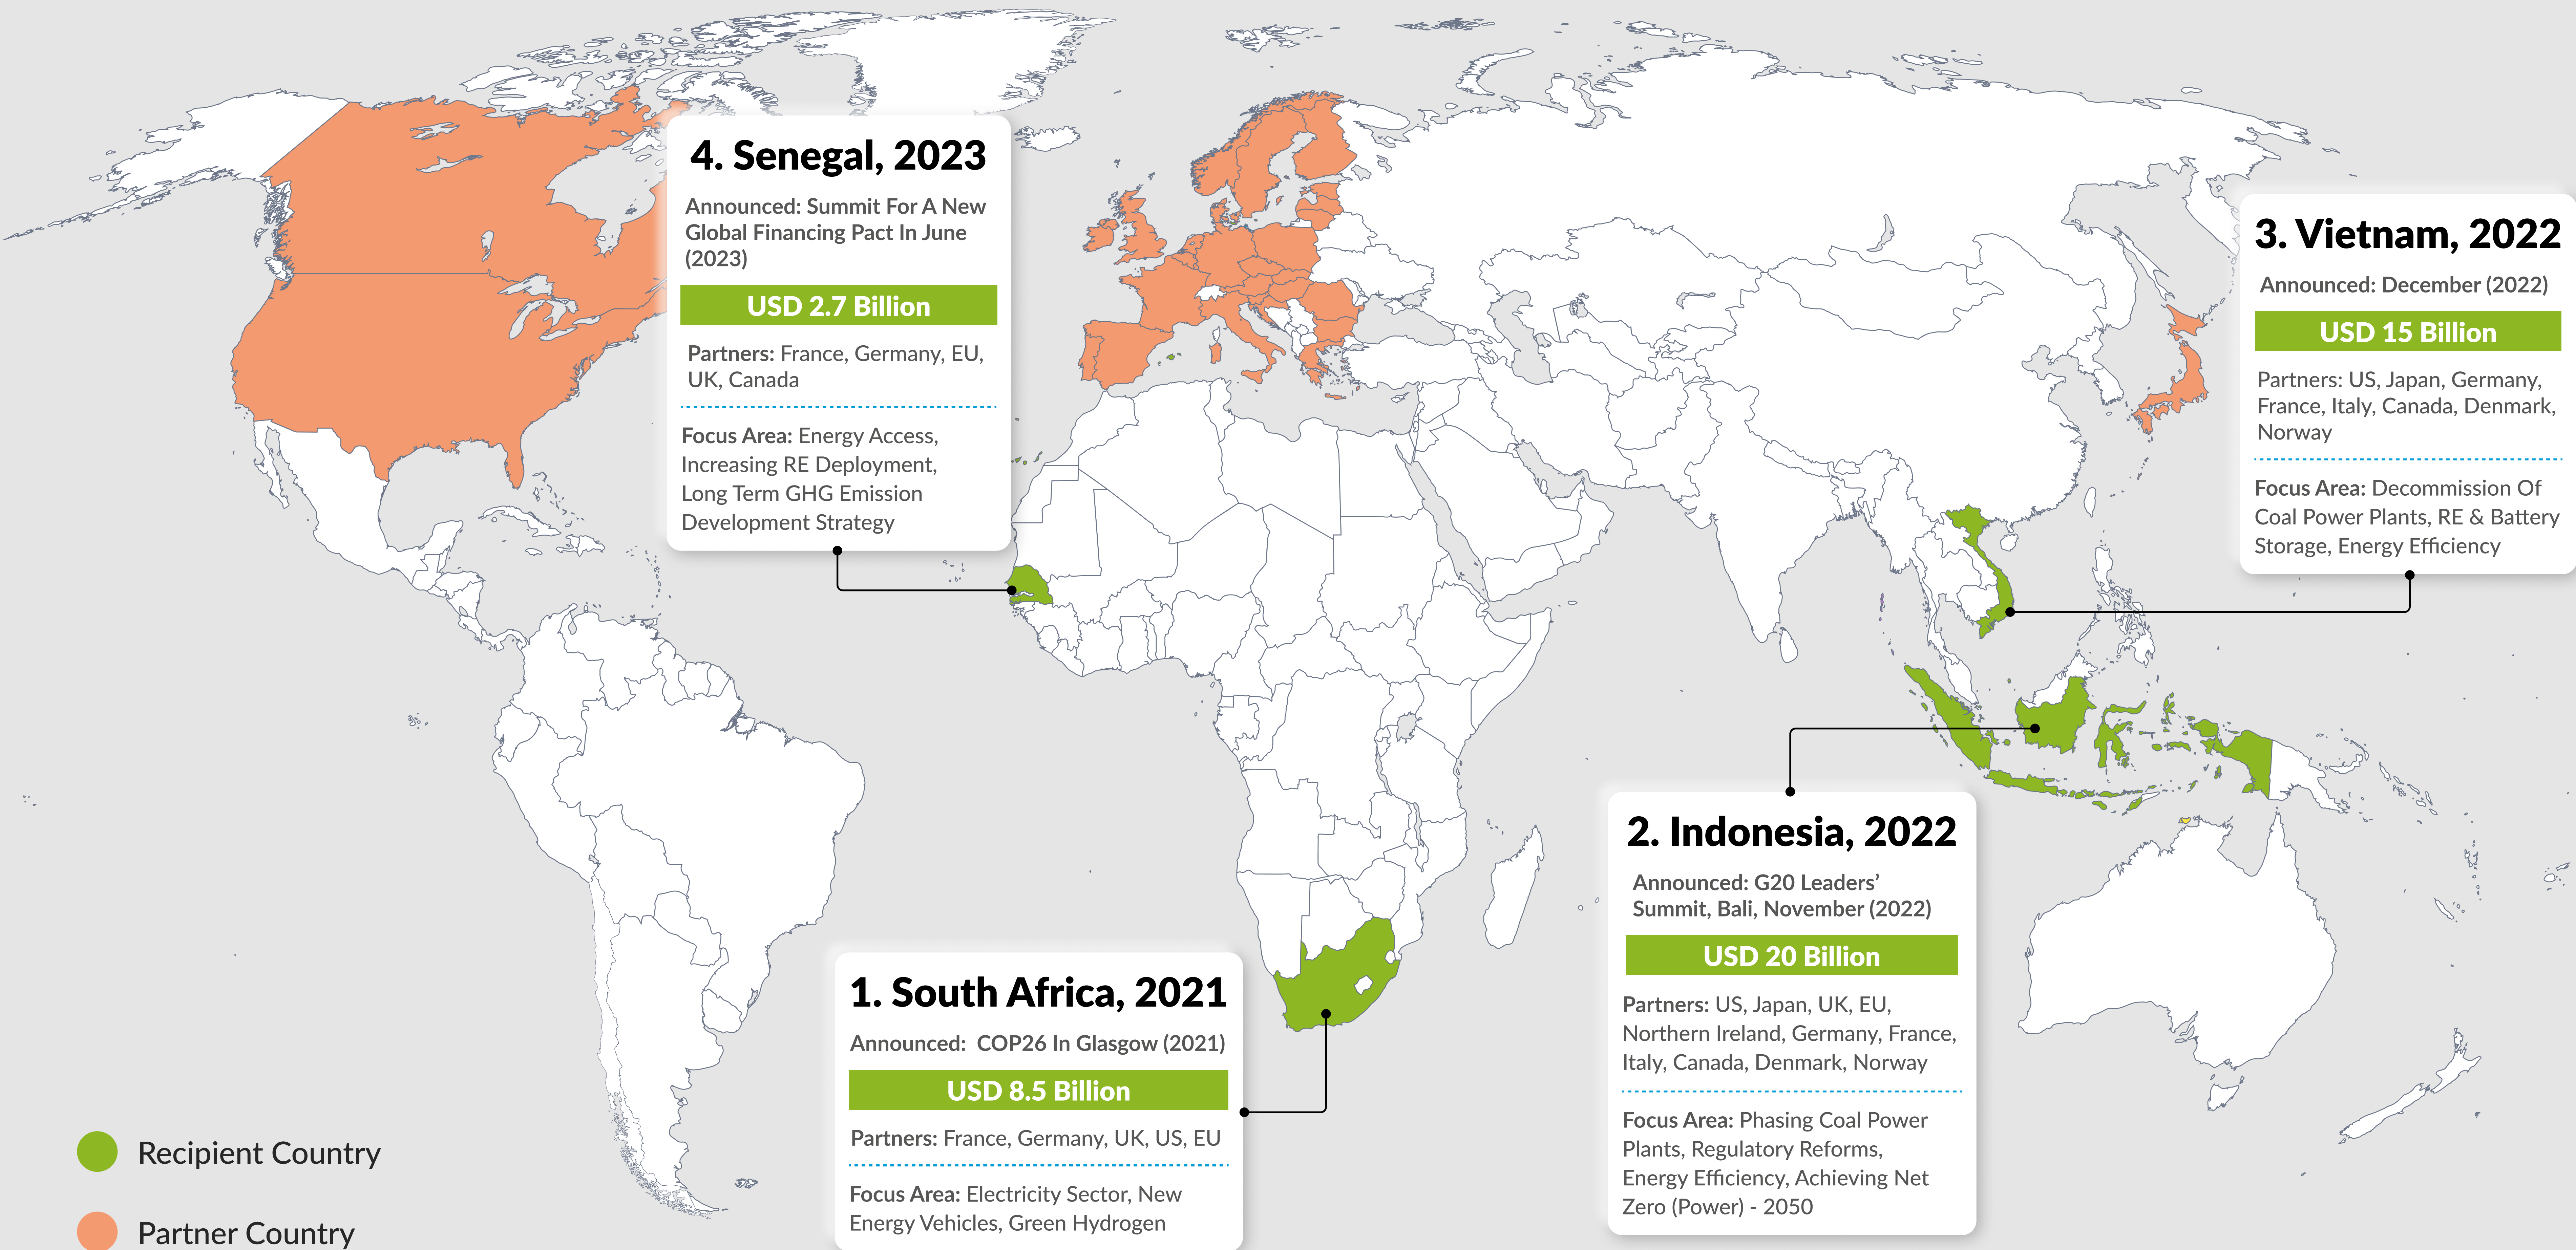 4. Senegal, 2023
Announced: Summit For A New
Global Financing Pact In June
(2023)
USD 2.7 Billion
Partners: France, Germany, EU,
UK, Canada
Focus Area: Energy Access,
Increasing RE Deployment,
Long Term GHG Emission
Development Strategy
3. Vietnam, 2022
Announced: December (2022)
USD 15 Billion
Partners: US, Japan, Germany,
France, Italy, Canada, Denmark,
Norway
Focus Area: Decommission Of
Coal Power Plants, RE & Battery
Storage, Energy Efficiency
2. Indonesia, 2022
Announced: G20 Leaders’
Summit, Bali, November (2022)
USD 20 Billion
Partners: US, Japan, UK, EU,
Northern Ireland, Germany, France,
Italy, Canada, Denmark, Norway
Focus Area: Phasing Coal Power
Plants, Regulatory Reforms,
Energy Efficiency, Achieving Net
Zero (Power) - 2050
1. South Africa, 2021
Announced: COP26 In Glasgow (2021)
USD 8.5 Billion
Partners: France, Germany, UK, US, EU
Focus Area: Electricity Sector, New
Energy Vehicles, Green Hydrogen
Recipient Country
Partner Country